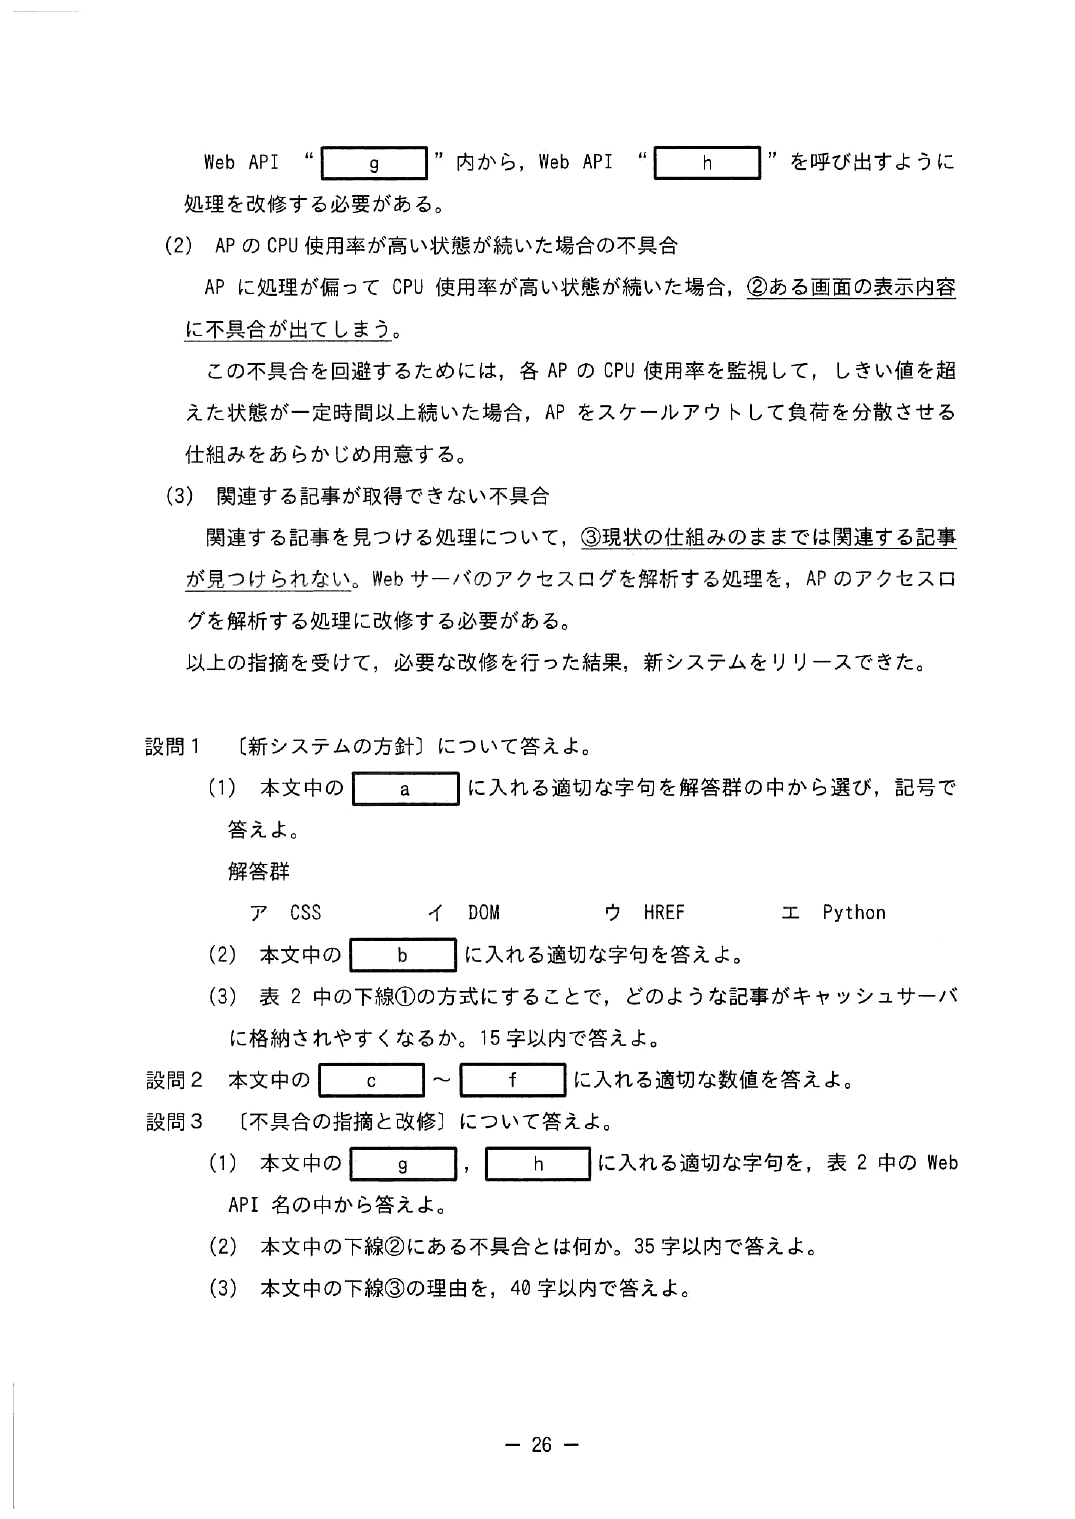 Web API “ g ” 内から，Web API “ h ” を呼び出すように
処理を改修する必要がある。
(2) AP の CPU 使用率が高い状態が続いた場合の不具合
AP に処理が偏って CPU 使用率が高い状態が続いた場合，②ある画面の表示内容
に不具合が出てしまう。
この不具合を回避するためには，各 AP の CPU 使用率を監視して，しきい値を超
えた状態が一定時間以上続いた場合，AP をスケールアウトして負荷を分散させる
仕組みをあらかじめ用意する。
(3) 関連する記事が取得できない不具合
関連する記事を見つける処理について，③現状の仕組みのままでは関連する記事
が見つけられない。Web サーバのアクセスログを解析する処理を，AP のアクセスロ
グを解析する処理に改修する必要がある。
以上の指摘を受けて，必要な改修を行った結果，新システムをリリースできた。
設問1 〔新システムの方針〕について答えよ。
(1) 本文中の a に入れる適切な字句を解答群の中から選び，記号で
答えよ。
解答群
ア CSS イ DOM ウ HREF エ Python
(2) 本文中の b に入れる適切な字句を答えよ。
(3) 表 2 中の下線①の方式にすることで，どのような記事がキャッシュサーバ
に格納されやすくなるか。15 字以内で答えよ。
設問2 本文中の c ～ f に入れる適切な数値を答えよ。
設問3 〔不具合の指摘と改修〕について答えよ。
(1) 本文中の g ， h に入れる適切な字句を，表 2 中の Web
API 名の中から答えよ。
(2) 本文中の下線②にある不具合とは何か。35 字以内で答えよ。
(3) 本文中の下線③の理由を，40 字以内で答えよ。
― 26 ―